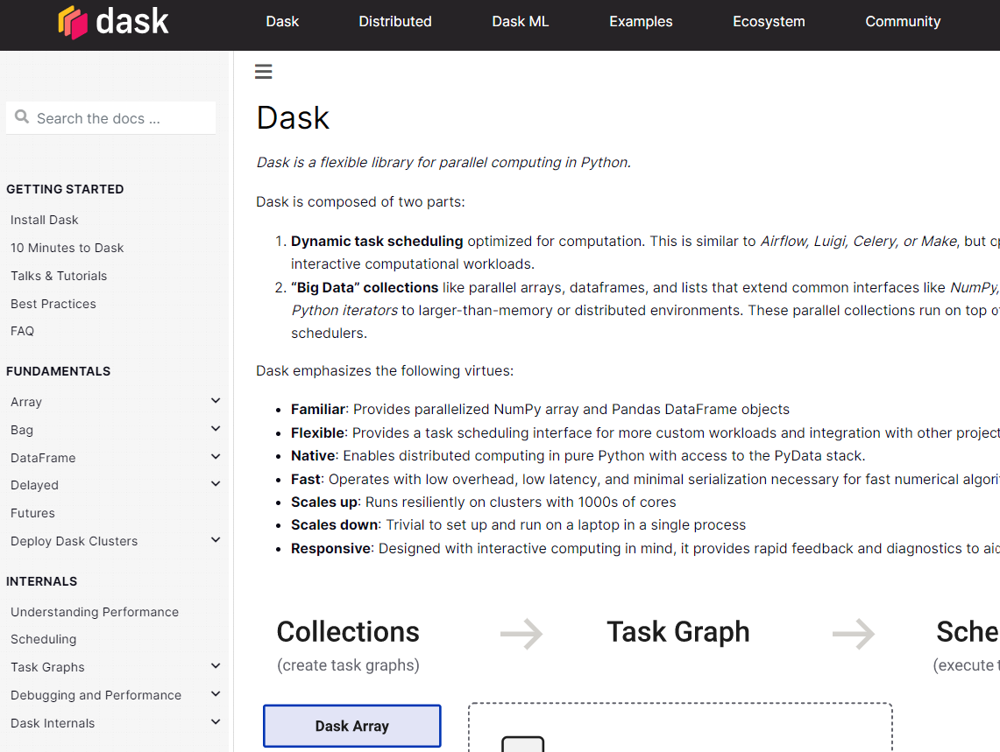 dask
Dask
Distributed
Dask ML
Examples
Ecosystem
Community
Search the docs ...
GETTING STARTED
Install Dask
10 Minutes to Dask
Talks & Tutorials
Best Practices
FAQ
FUNDAMENTALS
Array
Bag
DataFrame
Delayed
Futures
Deploy Dask Clusters
INTERNALS
Understanding Performance
Scheduling
Task Graphs
Debugging and Performance
Dask Internals
Dask
Dask is a flexible library for parallel computing in Python.
Dask is composed of two parts:
1. Dynamic task scheduling optimized for computation. This is similar to Airflow, Luigi, Celery, or Make, but
interactive computational workloads.
2. “Big Data” collections like parallel arrays, dataframes, and lists that extend common interfaces like NumPy,
Python iterators to larger-than-memory or distributed environments. These parallel collections run on top
schedulers.
Dask emphasizes the following virtues:
• Familiar: Provides parallelized NumPy array and Pandas DataFrame objects
• Flexible: Provides a task scheduling interface for more custom workloads and integration with other project
• Native: Enables distributed computing in pure Python with access to the PyData stack.
• Fast: Operates with low overhead, low latency, and minimal serialization necessary for fast numerical
• Scales up: Runs resiliently on clusters with 1000s of cores
• Scales down: Trivial to set up and run on a laptop in a single process
• Responsive: Designed with interactive computing in mind, it provides rapid feedback and diagnostics to
Collections
Task Graph
Sche
(create task graphs)
(execute
Dask Array